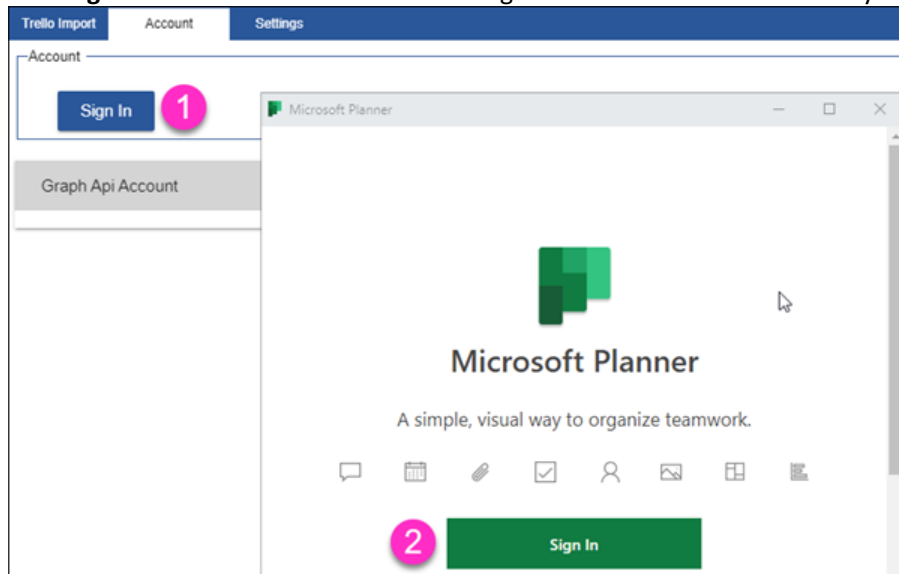 Trello Import Account Settings
Account
Sign In 1
Microsoft Planner
Graph Api Account
Microsoft Planner
A simple, visual way to organize teamwork.
2 Sign In